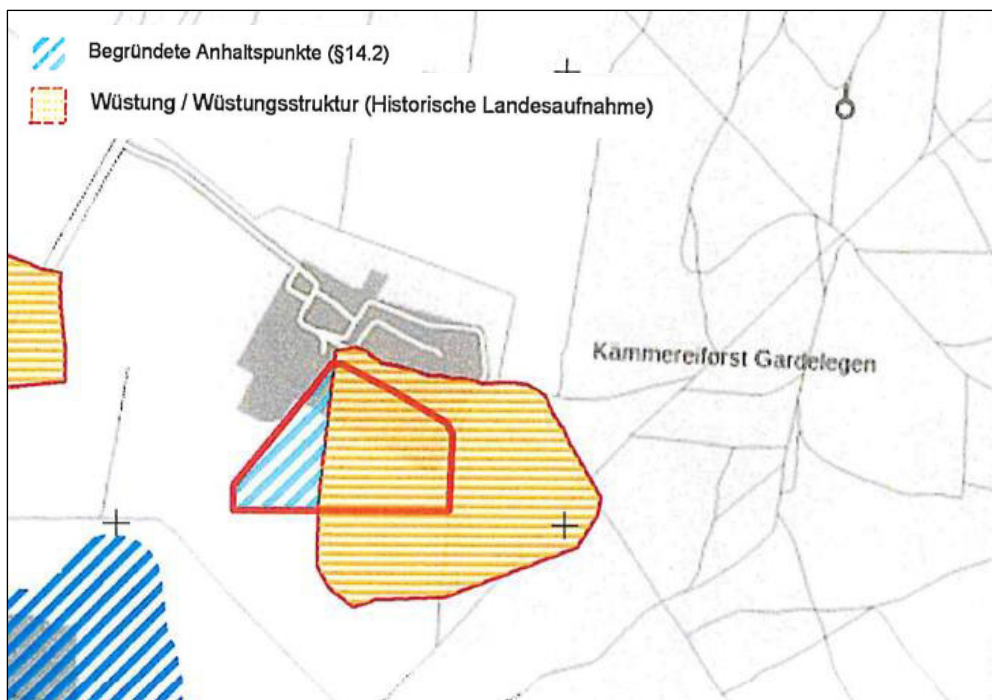 Begründete Anhaltspunkte (§14.2)
Wüstung / Wüstungsstruktur (Historische Landesaufnahme)
Kämmereiforst Gardelegen